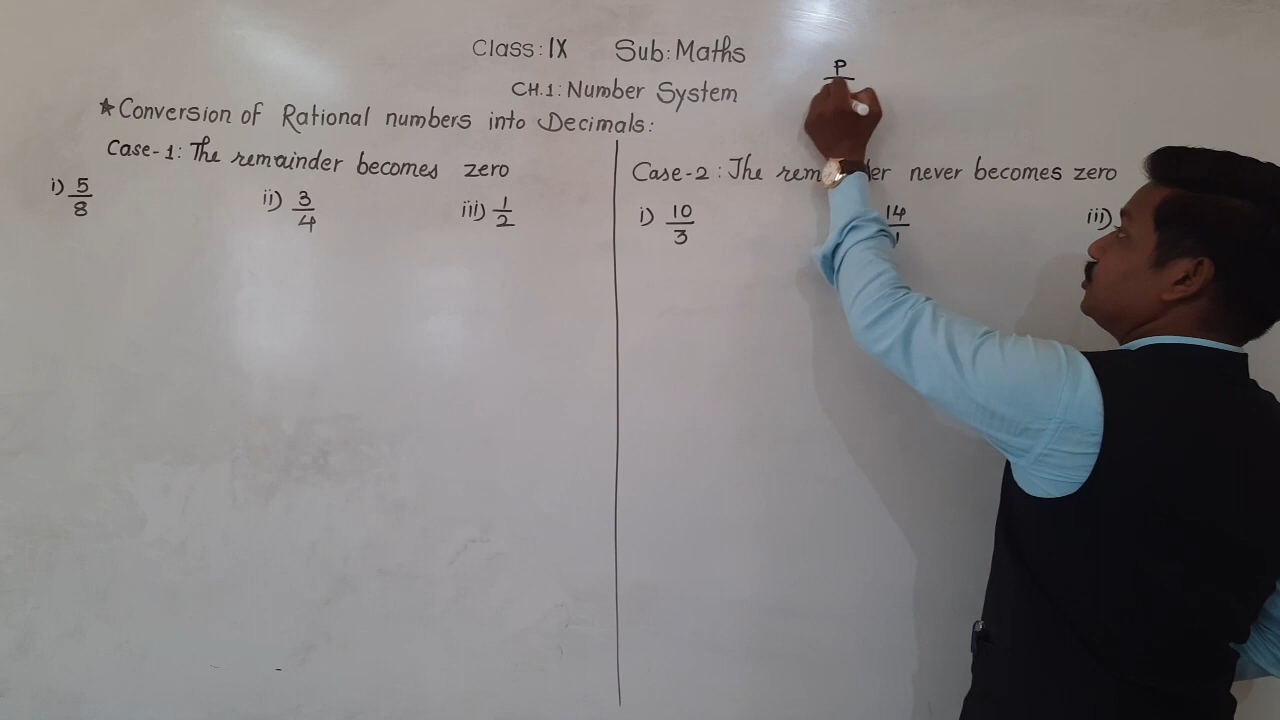 Class: IX Sub: Maths
P
CH.1: Number System
★ Conversion of Rational numbers into Decimals:
Case-1: The remainder becomes zero
i) 5/8 ii) 3/4 iii) 1/2
Case-2: The rem der never becomes zero
i) 10/3 14 iii)